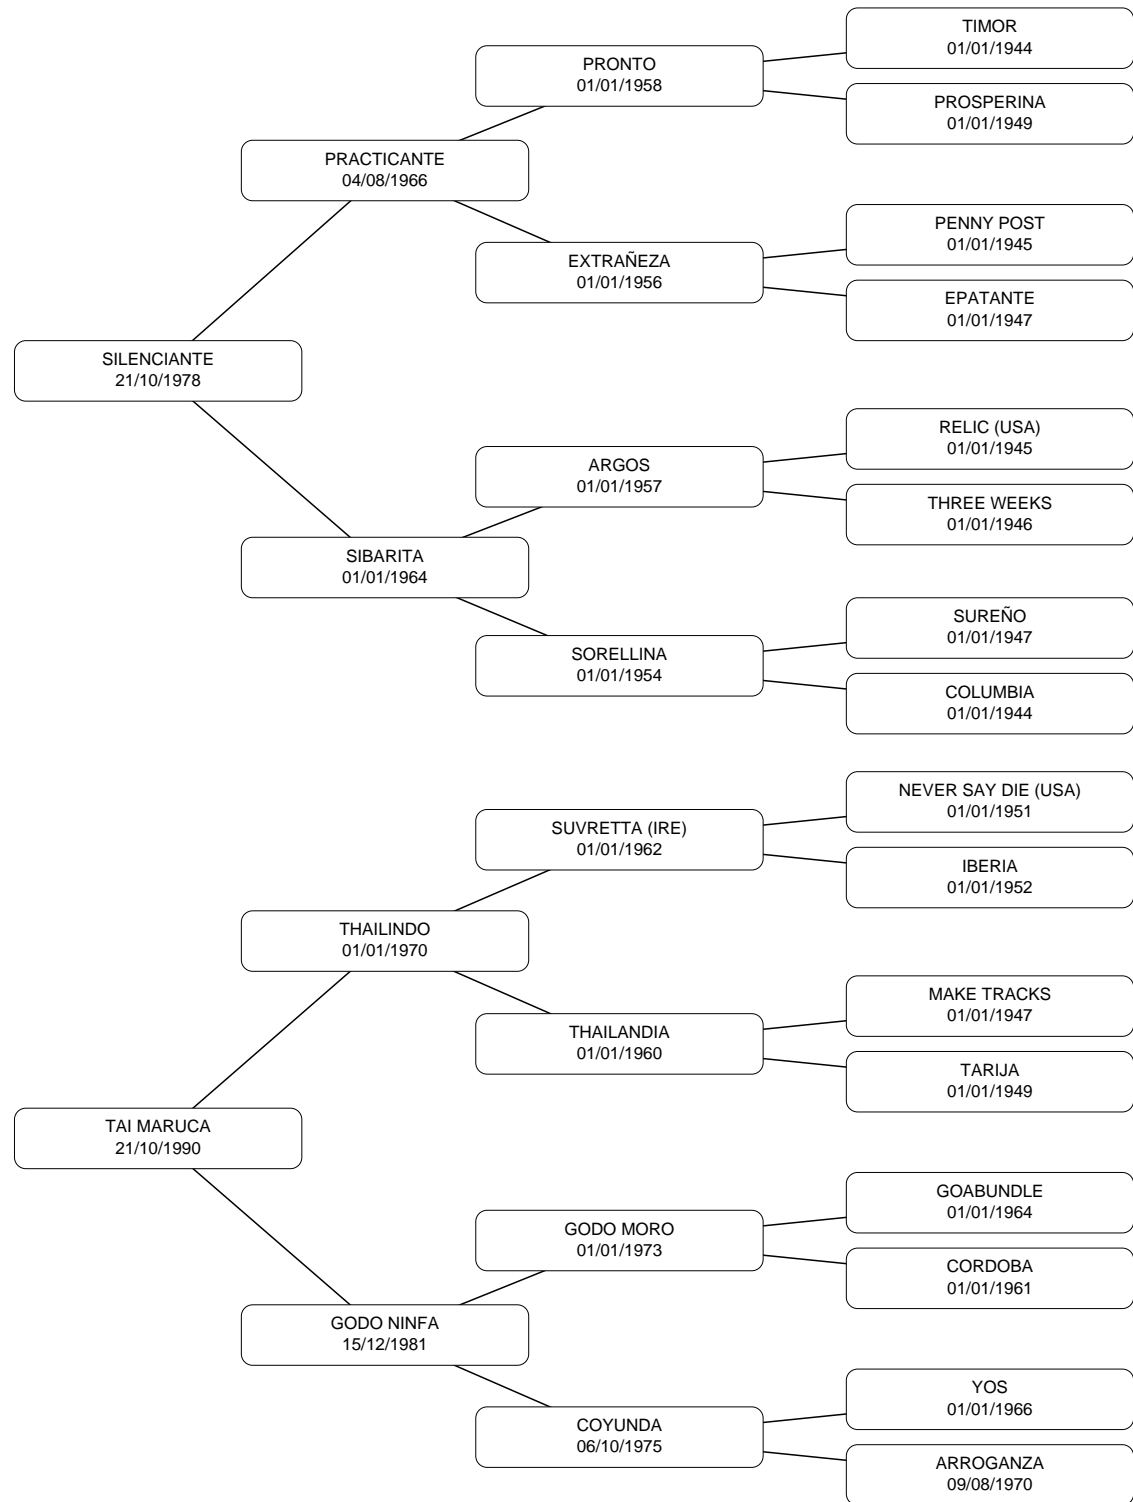 TIMOR
01/01/1944
PRONTO
01/01/1958
PROSPERINA
01/01/1949
PRACTICANTE
04/08/1966
PENNY POST
01/01/1945
EXTRAÑEZA
01/01/1956
EPATANTE
01/01/1947
SILENCIANTE
21/10/1978
RELIC (USA)
01/01/1945
ARGOS
01/01/1957
THREE WEEKS
01/01/1946
SIBARITA
01/01/1964
SUREÑO
01/01/1947
SORELLINA
01/01/1954
COLUMBIA
01/01/1944
NEVER SAY DIE (USA)
01/01/1951
SUVRETTA (IRE)
01/01/1962
IBERIA
01/01/1952
THAILINDO
01/01/1970
MAKE TRACKS
01/01/1947
THAILANDIA
01/01/1960
TARIJA
01/01/1949
TAI MARUCA
21/10/1990
GOABUNDLE
01/01/1964
GODO MORO
01/01/1973
CORDOBA
01/01/1961
GODO NINFA
15/12/1981
YOS
01/01/1966
COYUNDA
06/10/1975
ARROGANZA
09/08/1970